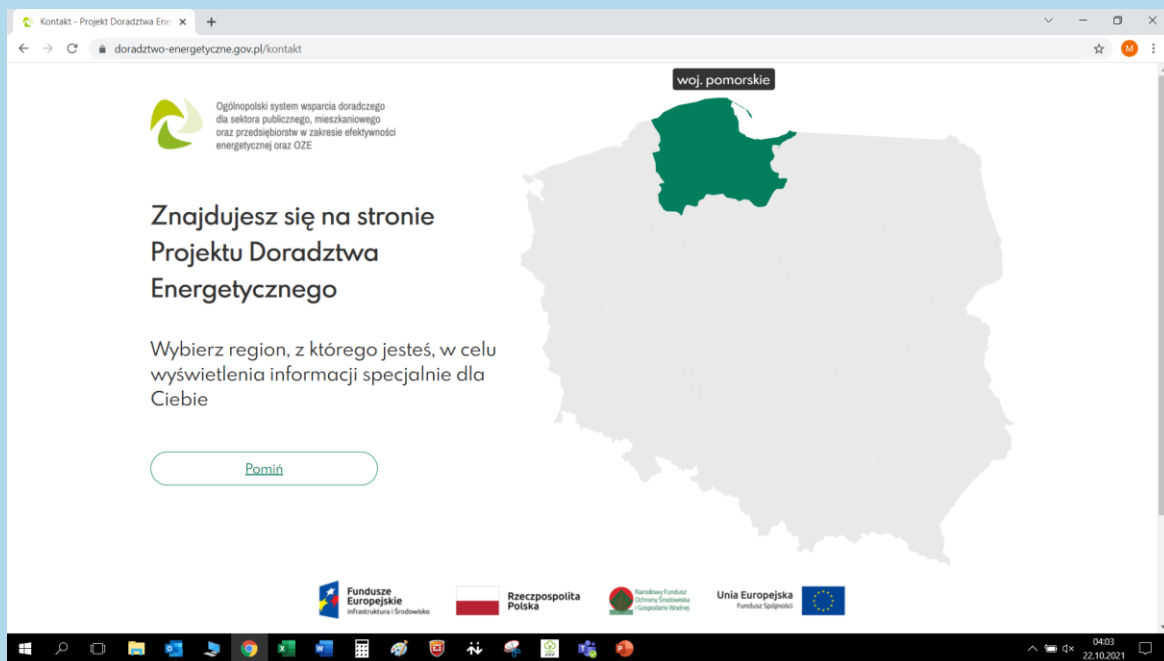 Kontakt - Projekt Doradztwa Ene
doradztwo-energetyczne.gov.pl/kontakt
woj. pomorskie
Ogólnopolski system wsparcia doradczego
dla sektora publicznego, mieszkaniowego
oraz przedsiębiorstw w zakresie efektywności
energetycznej oraz OZE
Znajdujesz się na stronie
Projektu Doradztwa
Energetycznego
Wybierz region, z którego jesteś, w celu
wyświetlenia informacji specjalnie dla
Ciebie
Pomiń
Fundusze
Europejskie
Infrastruktura i Środowisko
Rzeczpospolita
Polska
Narodowy Fundusz
Ochrony Środowiska
i Gospodarki Wodnej
Unia Europejska
Fundusz Spójności
M
04:03
22.10.2021